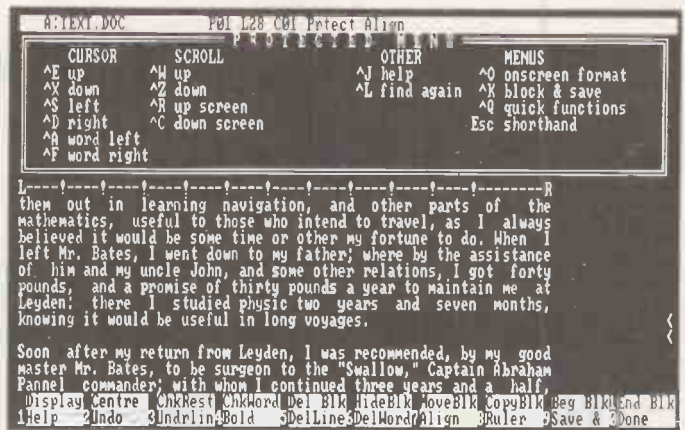 A:TEXT.DOC P01 L28 C01 Prtect Align
P R O T E C T E D M E N U
CURSOR SCROLL OTHER MENUS
^E up ^W up ^J help ^O onscreen format
^X down ^Z down ^L find again ^K block & save
^S left ^R up screen ^Q quick functions
^D right ^C down screen Esc shorthand
^A word left
^F word right
L----!----!----!----!----!----!----!----!----!----!--------R
them out in learning navigation, and other parts of the
mathematics, useful to those who intend to travel, as I always
believed it would be some time or other my fortune to do. When I
left Mr. Bates, I went down to my father; where by the assistance
of him and my uncle John, and some other relations, I got forty
pounds, and a promise of thirty pounds a year to maintain me at
Leyden; there I studied physic two years and seven months,
knowing it would be useful in long voyages. <
<
Soon after my return from Leyden, I was recommended, by my good
master Mr. Bates, to be surgeon to the "Swallow," Captain Abraham
Pannel commander; with whom I continued three years and a half,
Display Centre ChkRest ChkWord Del Blk HideBlk MoveBlk CopyBlk Beg Blk End Blk
1Help 2Undo 3Undrlin4Bold 5DelLine6DelWord7Align 8Ruler 9Save & 0Done